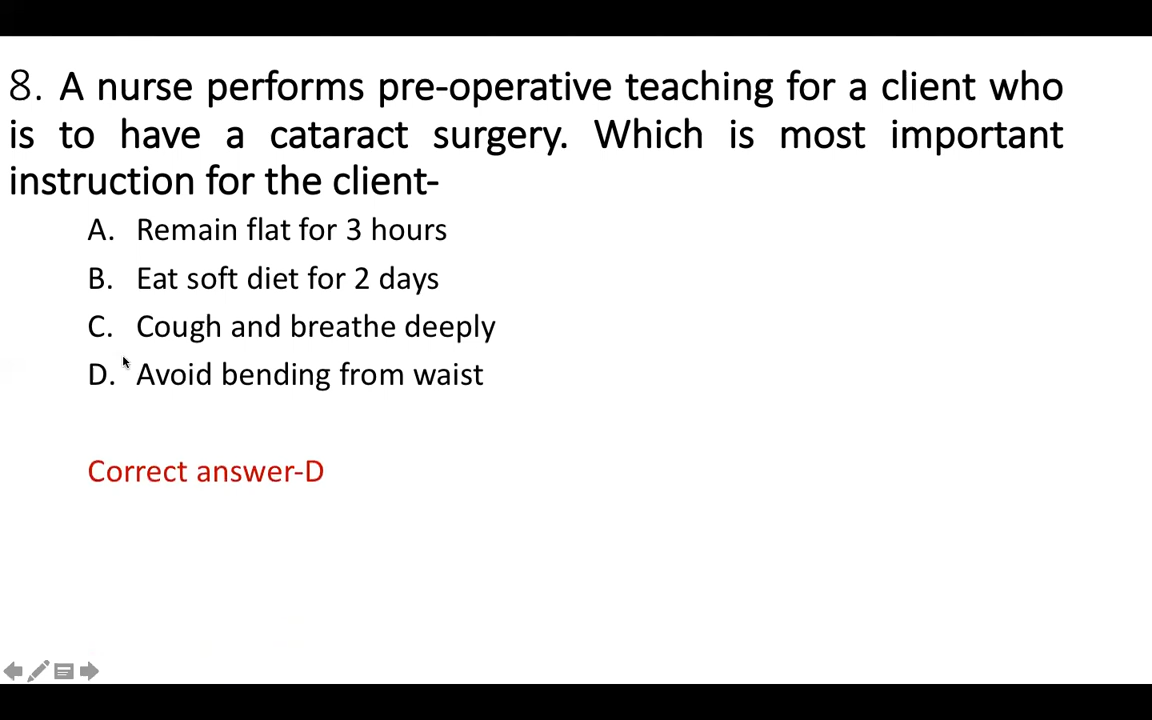 8. A nurse performs pre-operative teaching for a client who
is to have a cataract surgery. Which is most important
instruction for the client-
A. Remain flat for 3 hours
B. Eat soft diet for 2 days
C. Cough and breathe deeply
D. Avoid bending from waist
Correct answer-D